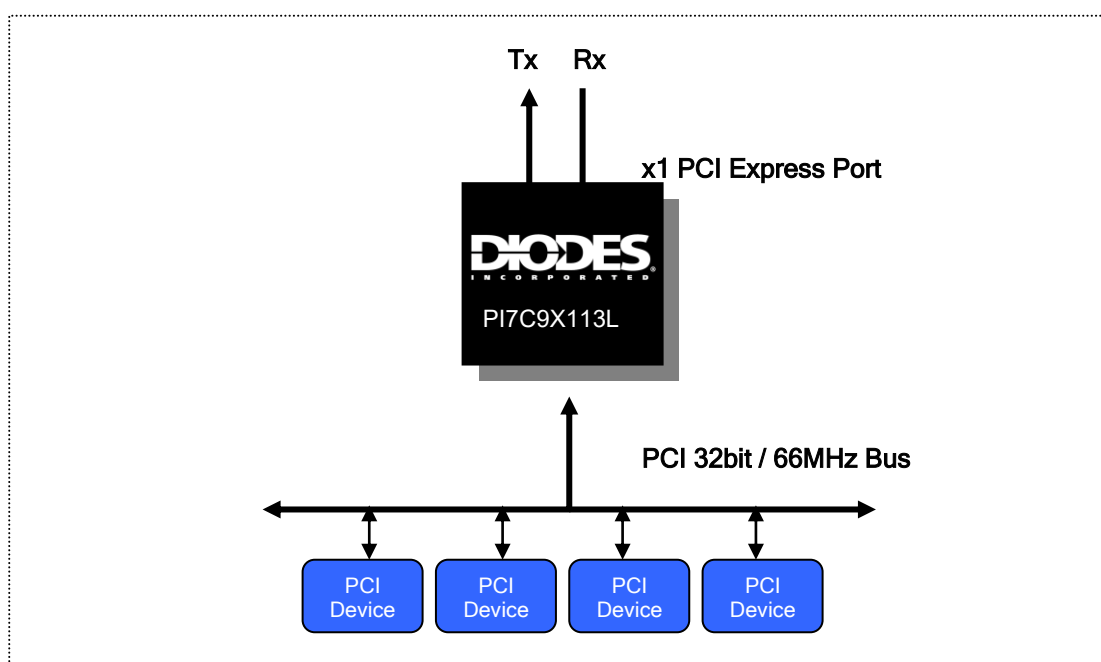 Tx Rx
x1 PCI Express Port
DIODES®
INCORPORATED
PI7C9X113L
PCI 32bit / 66MHz Bus
PCI Device
PCI Device
PCI Device
PCI Device